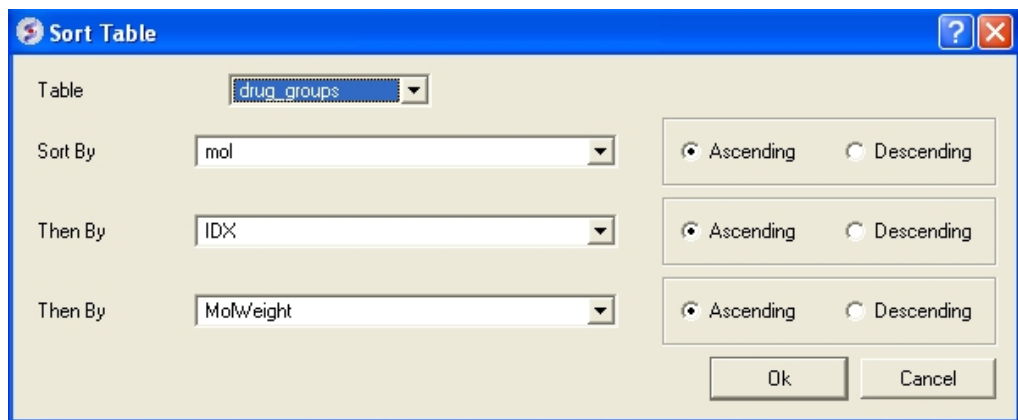 Sort Table
Table drug_groups
Sort By mol Ascending Descending
Then By IDX Ascending Descending
Then By MolWeight Ascending Descending
Ok Cancel